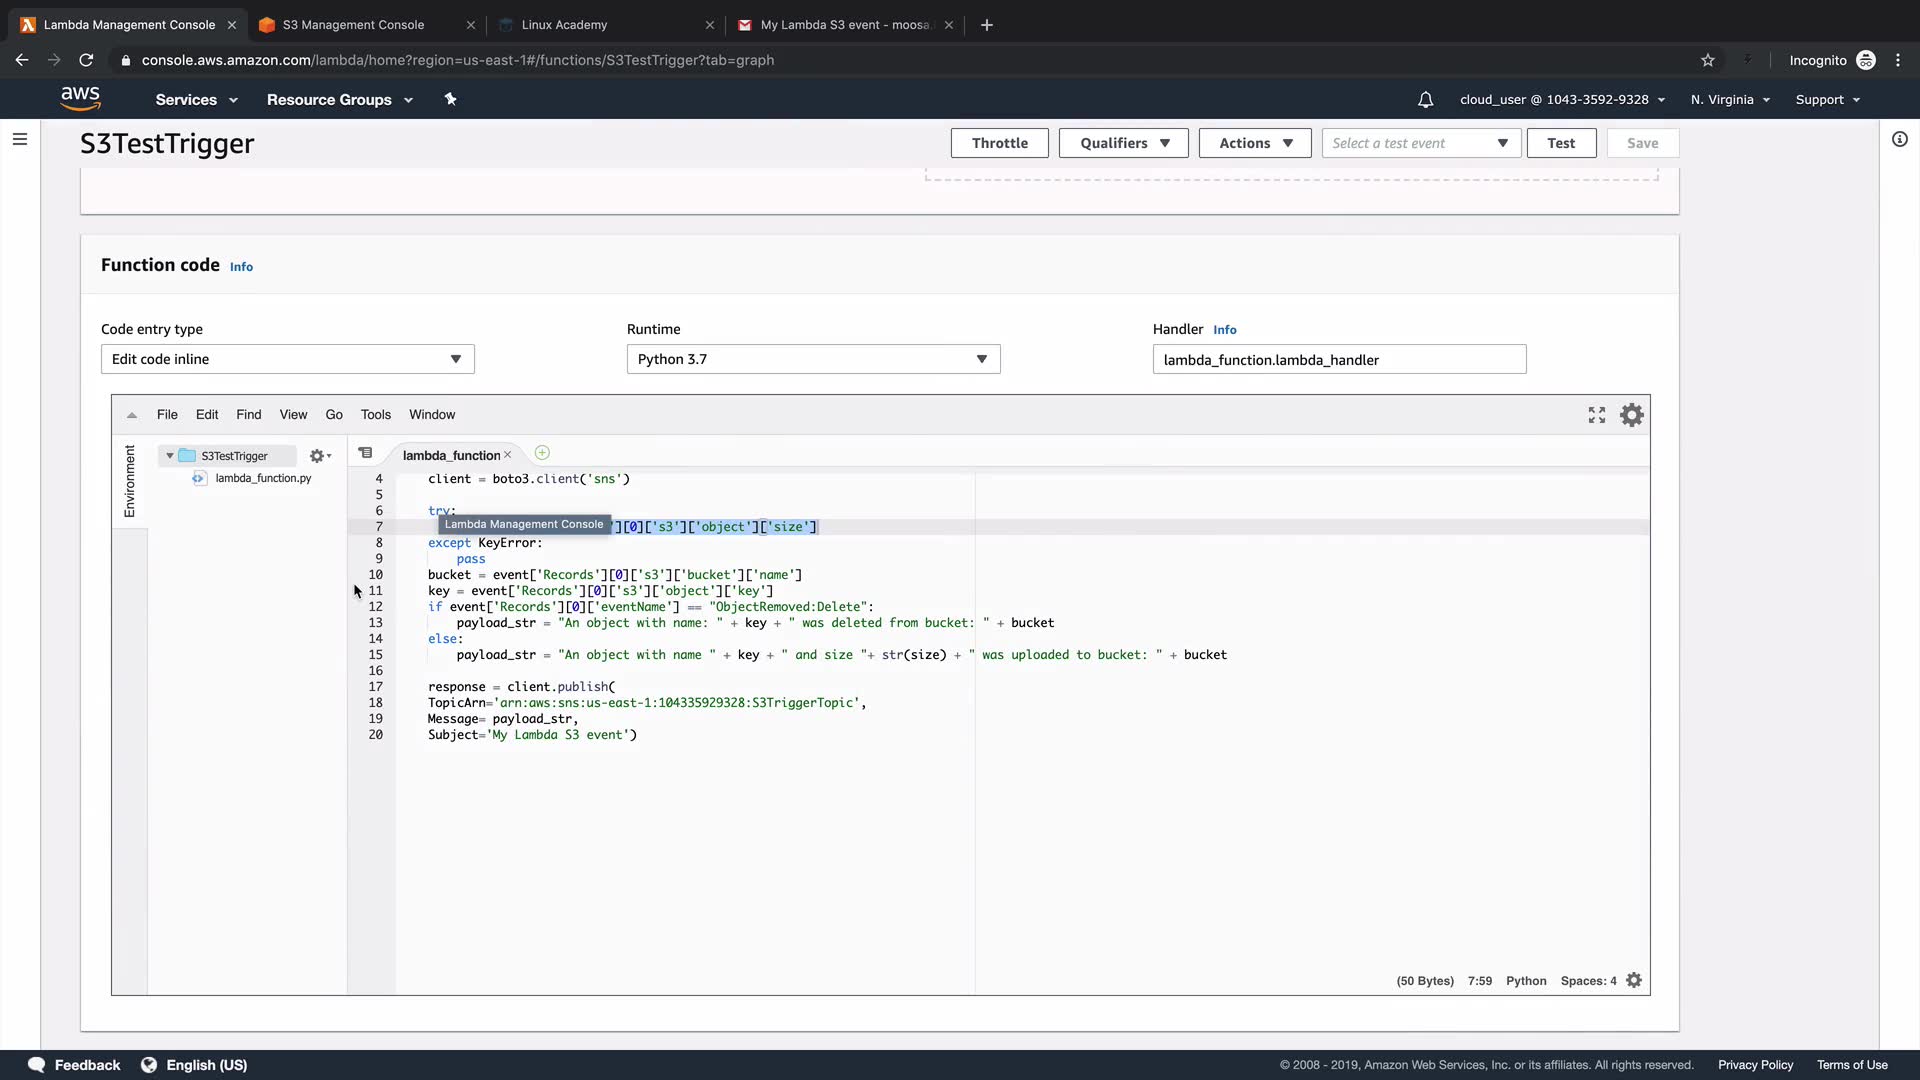 Lambda Management Console
S3 Management Console
Linux Academy
My Lambda S3 event - moosa.
console.aws.amazon.com/lambda/home?region=us-east-1#/functions/S3TestTrigger?tab=graph
Incognito
aws
Services
Resource Groups
cloud_user @ 1043-3592-9328
N. Virginia
Support
S3TestTrigger
Throttle
Qualifiers
Actions
Select a test event
Test
Save
Function code Info
Code entry type
Edit code inline
Runtime
Python 3.7
Handler Info
lambda_function.lambda_handler
File Edit Find View Go Tools Window
Environment
S3TestTrigger
lambda_function.py
lambda_function
4 client = boto3.client('sns')
5
6 try:
Lambda Management Console
7 '][0]['s3']['object']['size']
8 except KeyError:
9 pass
10 bucket = event['Records'][0]['s3']['bucket']['name']
11 key = event['Records'][0]['s3']['object']['key']
12 if event['Records'][0]['eventName'] == "ObjectRemoved:Delete":
13 payload_str = "An object with name: " + key + " was deleted from bucket: " + bucket
14 else:
15 payload_str = "An object with name " + key + " and size "+ str(size) + " was uploaded to bucket: " + bucket
16
17 response = client.publish(
18 TopicArn='arn:aws:sns:us-east-1:104335929328:S3TriggerTopic',
19 Message= payload_str,
20 Subject='My Lambda S3 event')
(50 Bytes) 7:59 Python Spaces: 4
Feedback
English (US)
© 2008 - 2019, Amazon Web Services, Inc. or its affiliates. All rights reserved.
Privacy Policy
Terms of Use